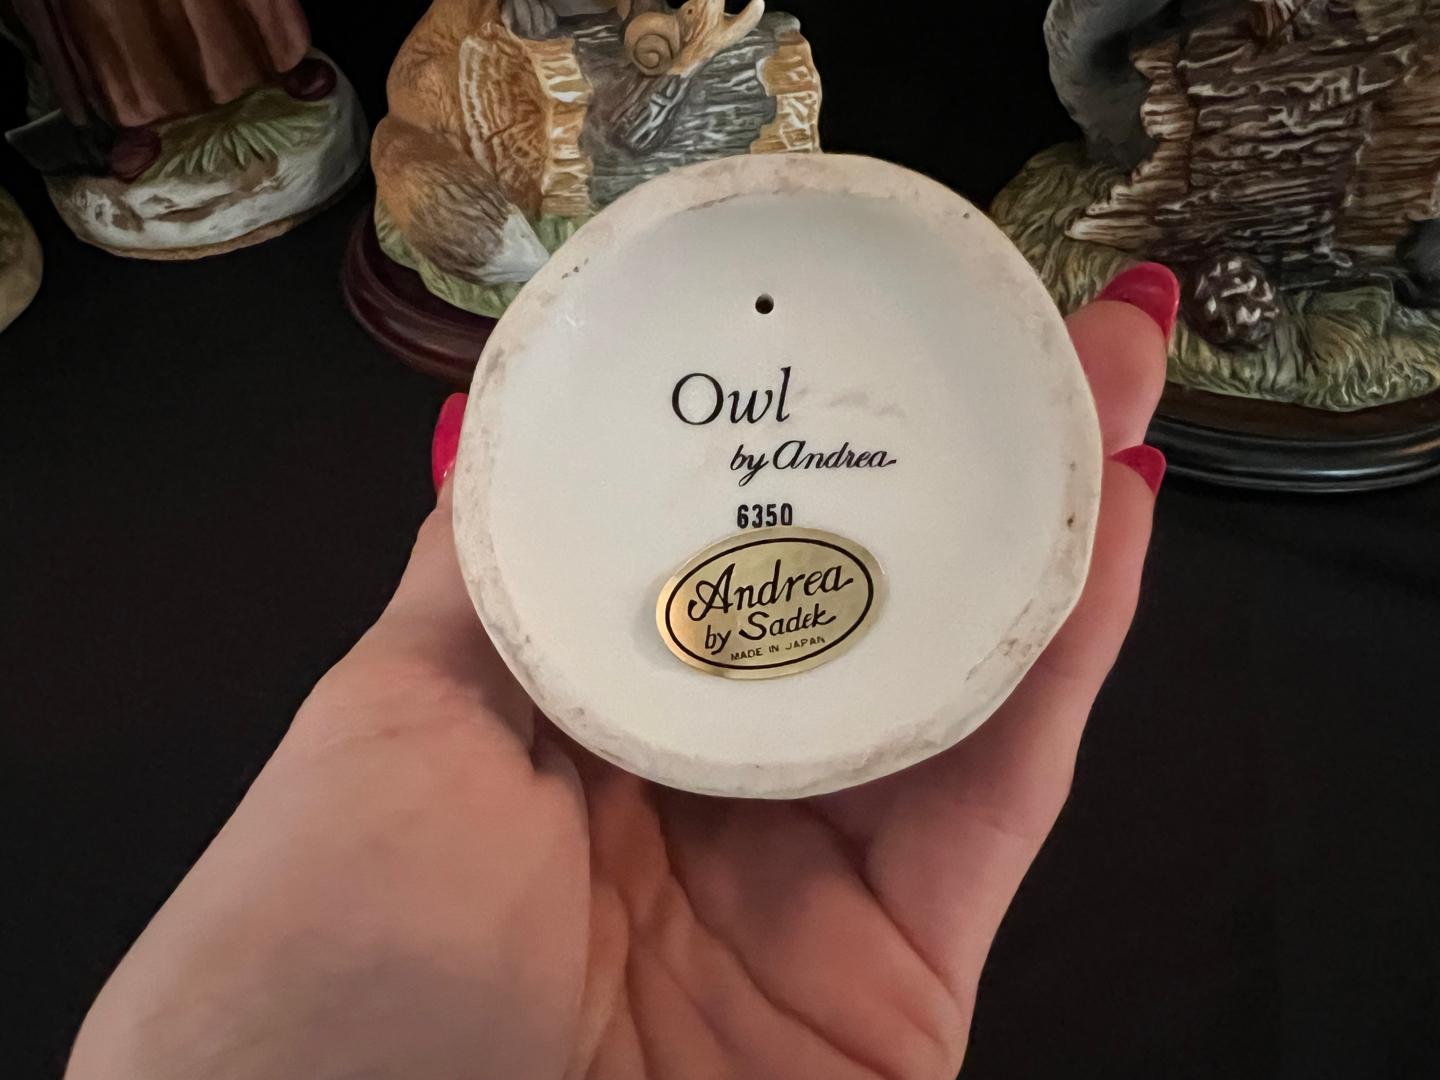 Owl
by Andrea
6350
Andrea
by Sadek
MADE IN JAPAN